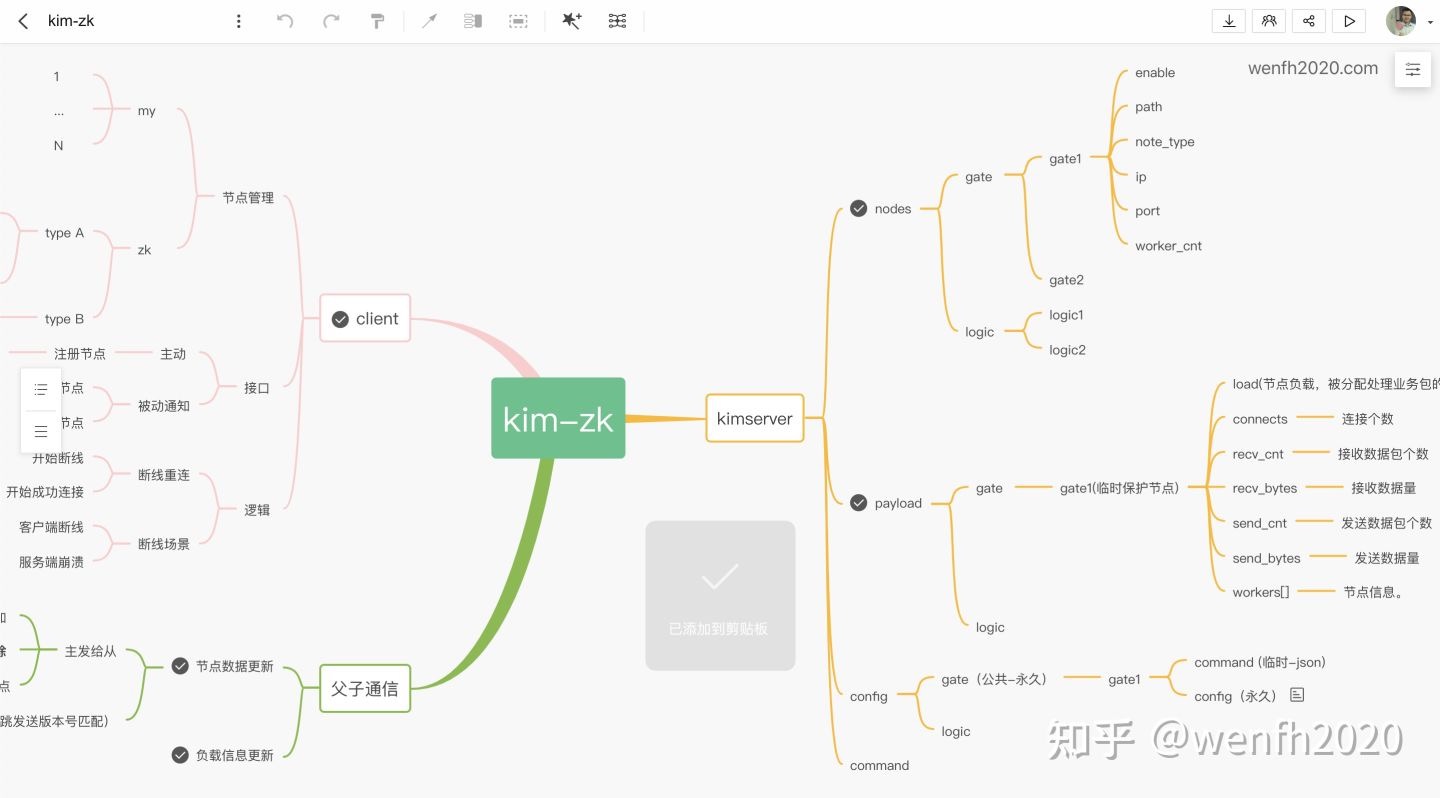 kim-zk
wenfh2020.com
1
...
N
my
节点管理
type A
zk
type B
client
注册节点
主动
节点
节点
被动通知
接口
开始断线
开始成功连接
断线重连
客户端断线
服务端崩溃
断线场景
逻辑
kim-zk
主发给从
点
跳发送版本号匹配）
节点数据更新
负载信息更新
父子通信
kimserver
nodes
gate
gate1
enable
path
note_type
ip
port
worker_cnt
gate2
logic
logic1
logic2
payload
gate
gate1(临时保护节点)
load(节点负载，被分配处理业务包的
connects
连接个数
recv_cnt
接收数据包个数
recv_bytes
接收数据量
send_cnt
发送数据包个数
send_bytes
发送数据量
workers[]
节点信息。
logic
config
gate（公共-永久）
gate1
command (临时-json)
config（永久）
logic
command
已添加到剪贴板
知乎 @wenfh2020